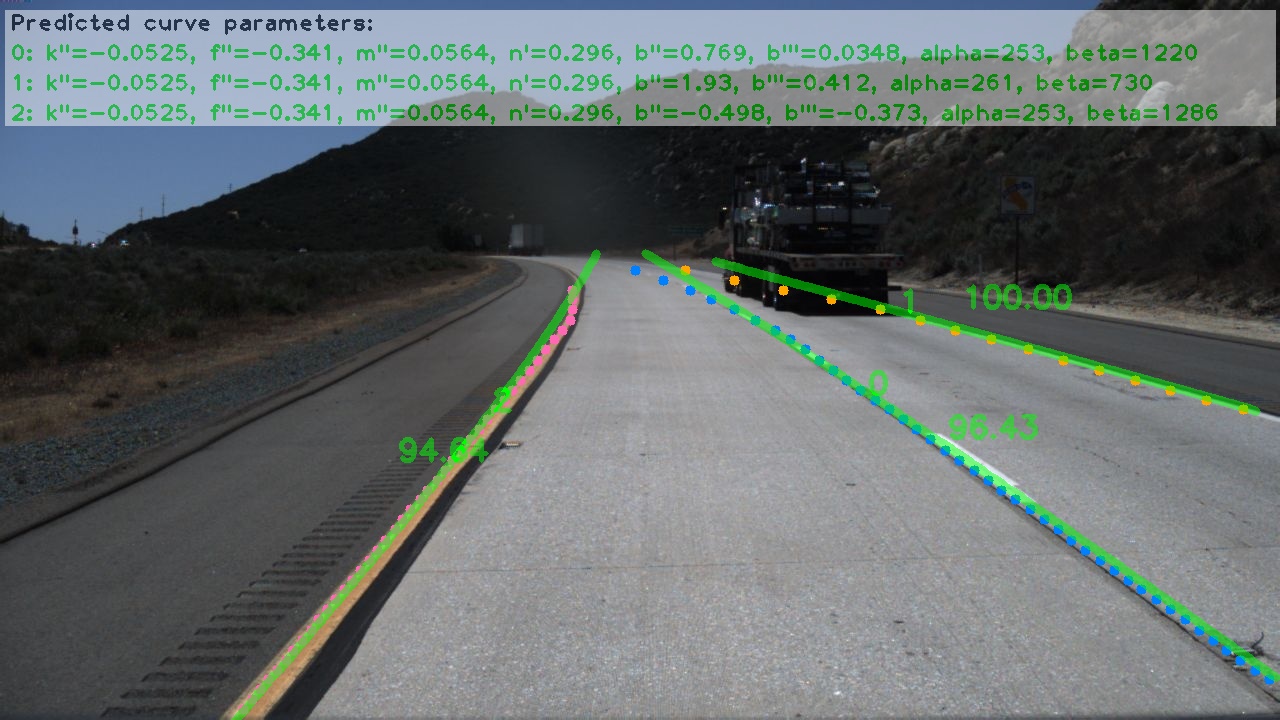 Predicted curve parameters:
0: k''=-0.0525, f''=-0.341, m''=0.0564, n'=0.296, b''=0.769, b'''=0.0348, alpha=253, beta=1220
1: k''=-0.0525, f''=-0.341, m''=0.0564, n'=0.296, b''=1.93, b'''=0.412, alpha=261, beta=730
2: k''=-0.0525, f''=-0.341, m''=0.0564, n'=0.296, b''=-0.498, b'''=-0.373, alpha=253, beta=1286
1 100.00
0
2
96.43
94.64